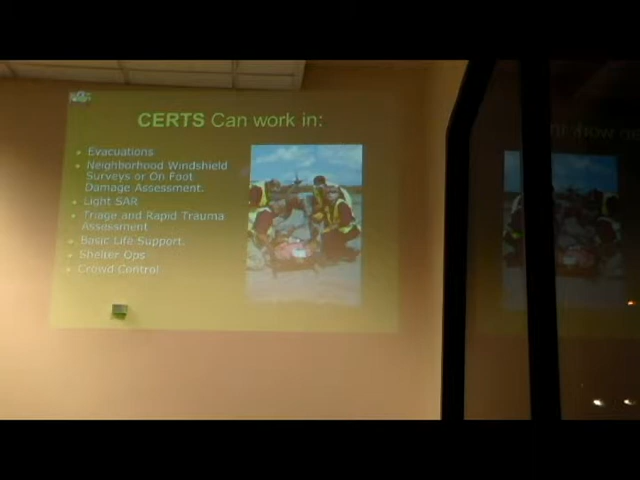 CERTS Can work in:
• Evacuations
• Neighborhood Windshield
Surveys or On Foot
Damage Assessment.
• Light SAR
• Triage and Rapid Trauma
Assessment
• Basic Life Support.
• Shelter Ops
• Crowd Control